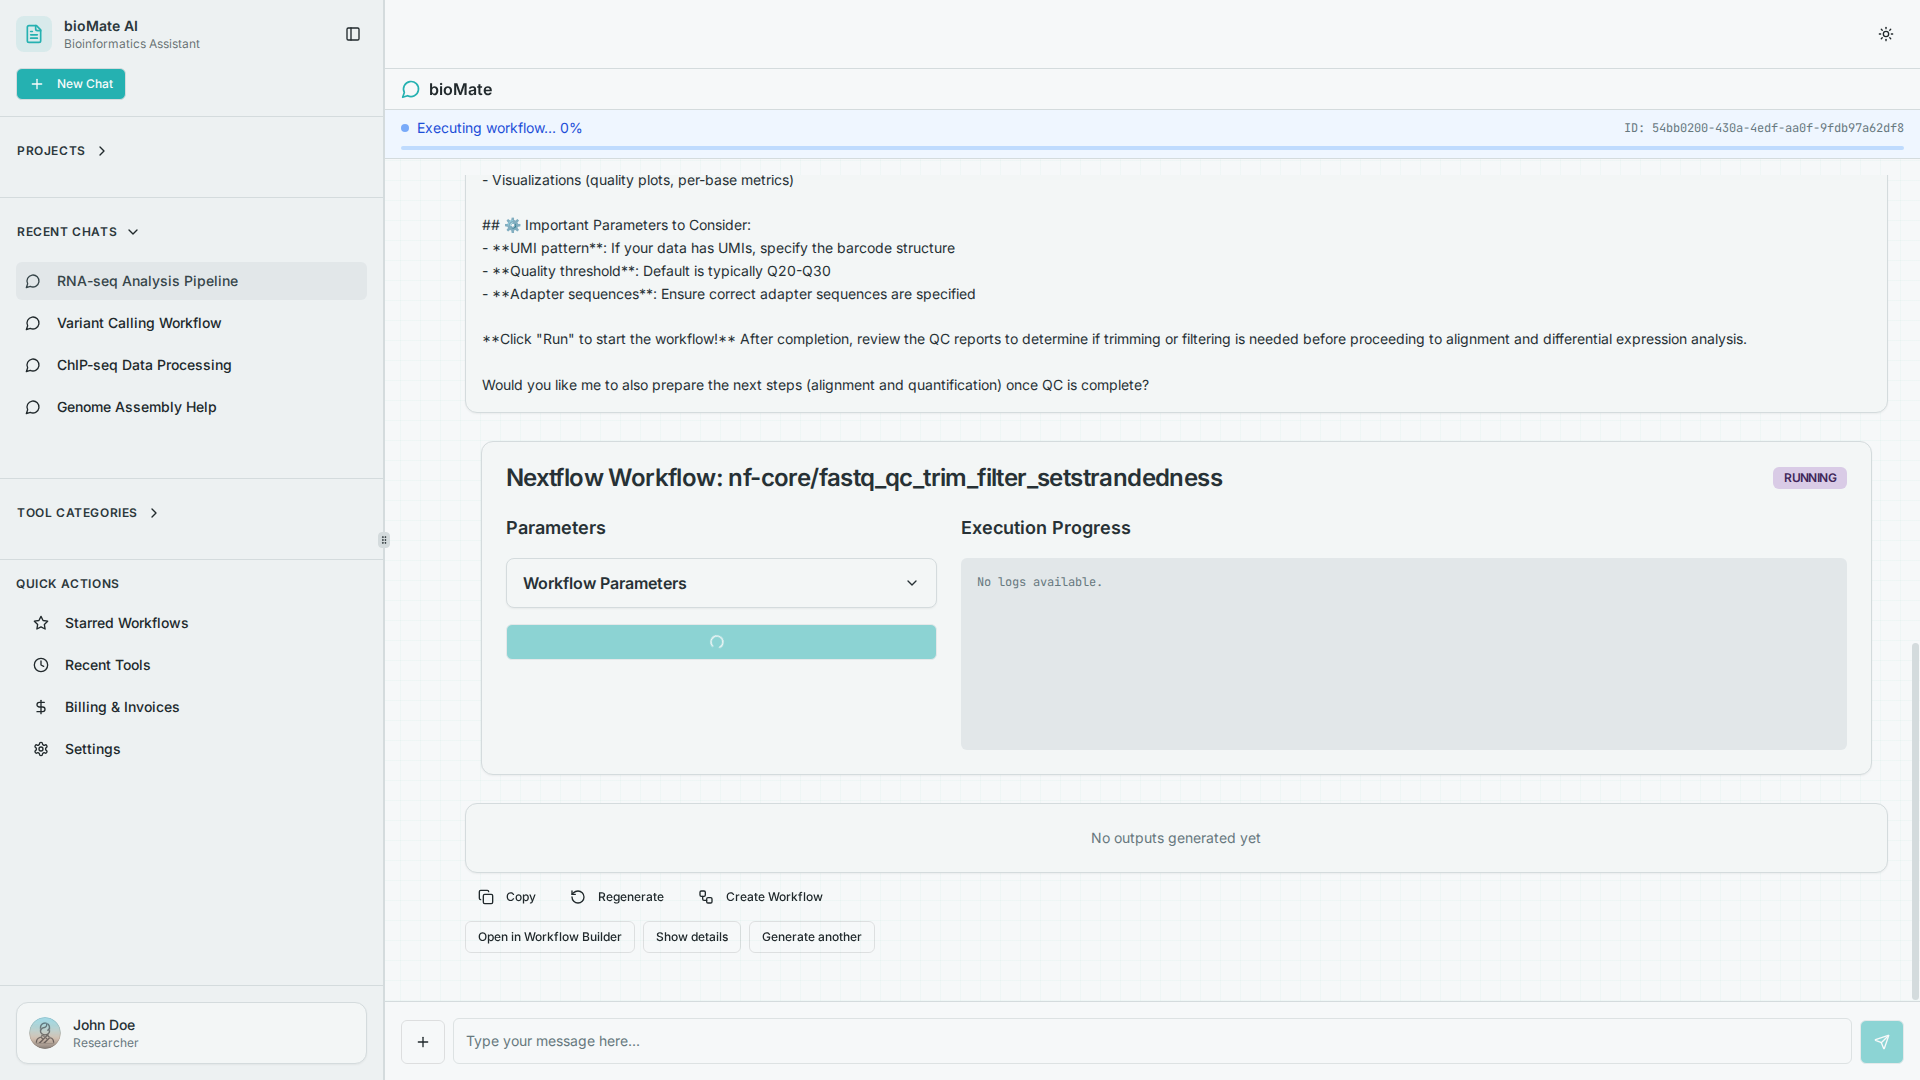 bioMate AI
Bioinformatics Assistant
New Chat
PROJECTS
RECENT CHATS
RNA-seq Analysis Pipeline
Variant Calling Workflow
ChIP-seq Data Processing
Genome Assembly Help
TOOL CATEGORIES
QUICK ACTIONS
Starred Workflows
Recent Tools
Billing & Invoices
Settings
John Doe
Researcher
bioMate
Executing workflow... 0%
ID: 54bb0200-430a-4edf-aa0f-9fdb97a62df8
- Visualizations (quality plots, per-base metrics)
## ⚙️ Important Parameters to Consider:
- **UMI pattern**: If your data has UMIs, specify the barcode structure
- **Quality threshold**: Default is typically Q20-Q30
- **Adapter sequences**: Ensure correct adapter sequences are specified
**Click "Run" to start the workflow!** After completion, review the QC reports to determine if trimming or filtering is needed before proceeding to alignment and differential expression analysis.
Would you like me to also prepare the next steps (alignment and quantification) once QC is complete?
Nextflow Workflow: nf-core/fastq_qc_trim_filter_setstrandedness
RUNNING
Parameters
Workflow Parameters
Execution Progress
No logs available.
No outputs generated yet
Copy
Regenerate
Create Workflow
Open in Workflow Builder
Show details
Generate another
Type your message here...